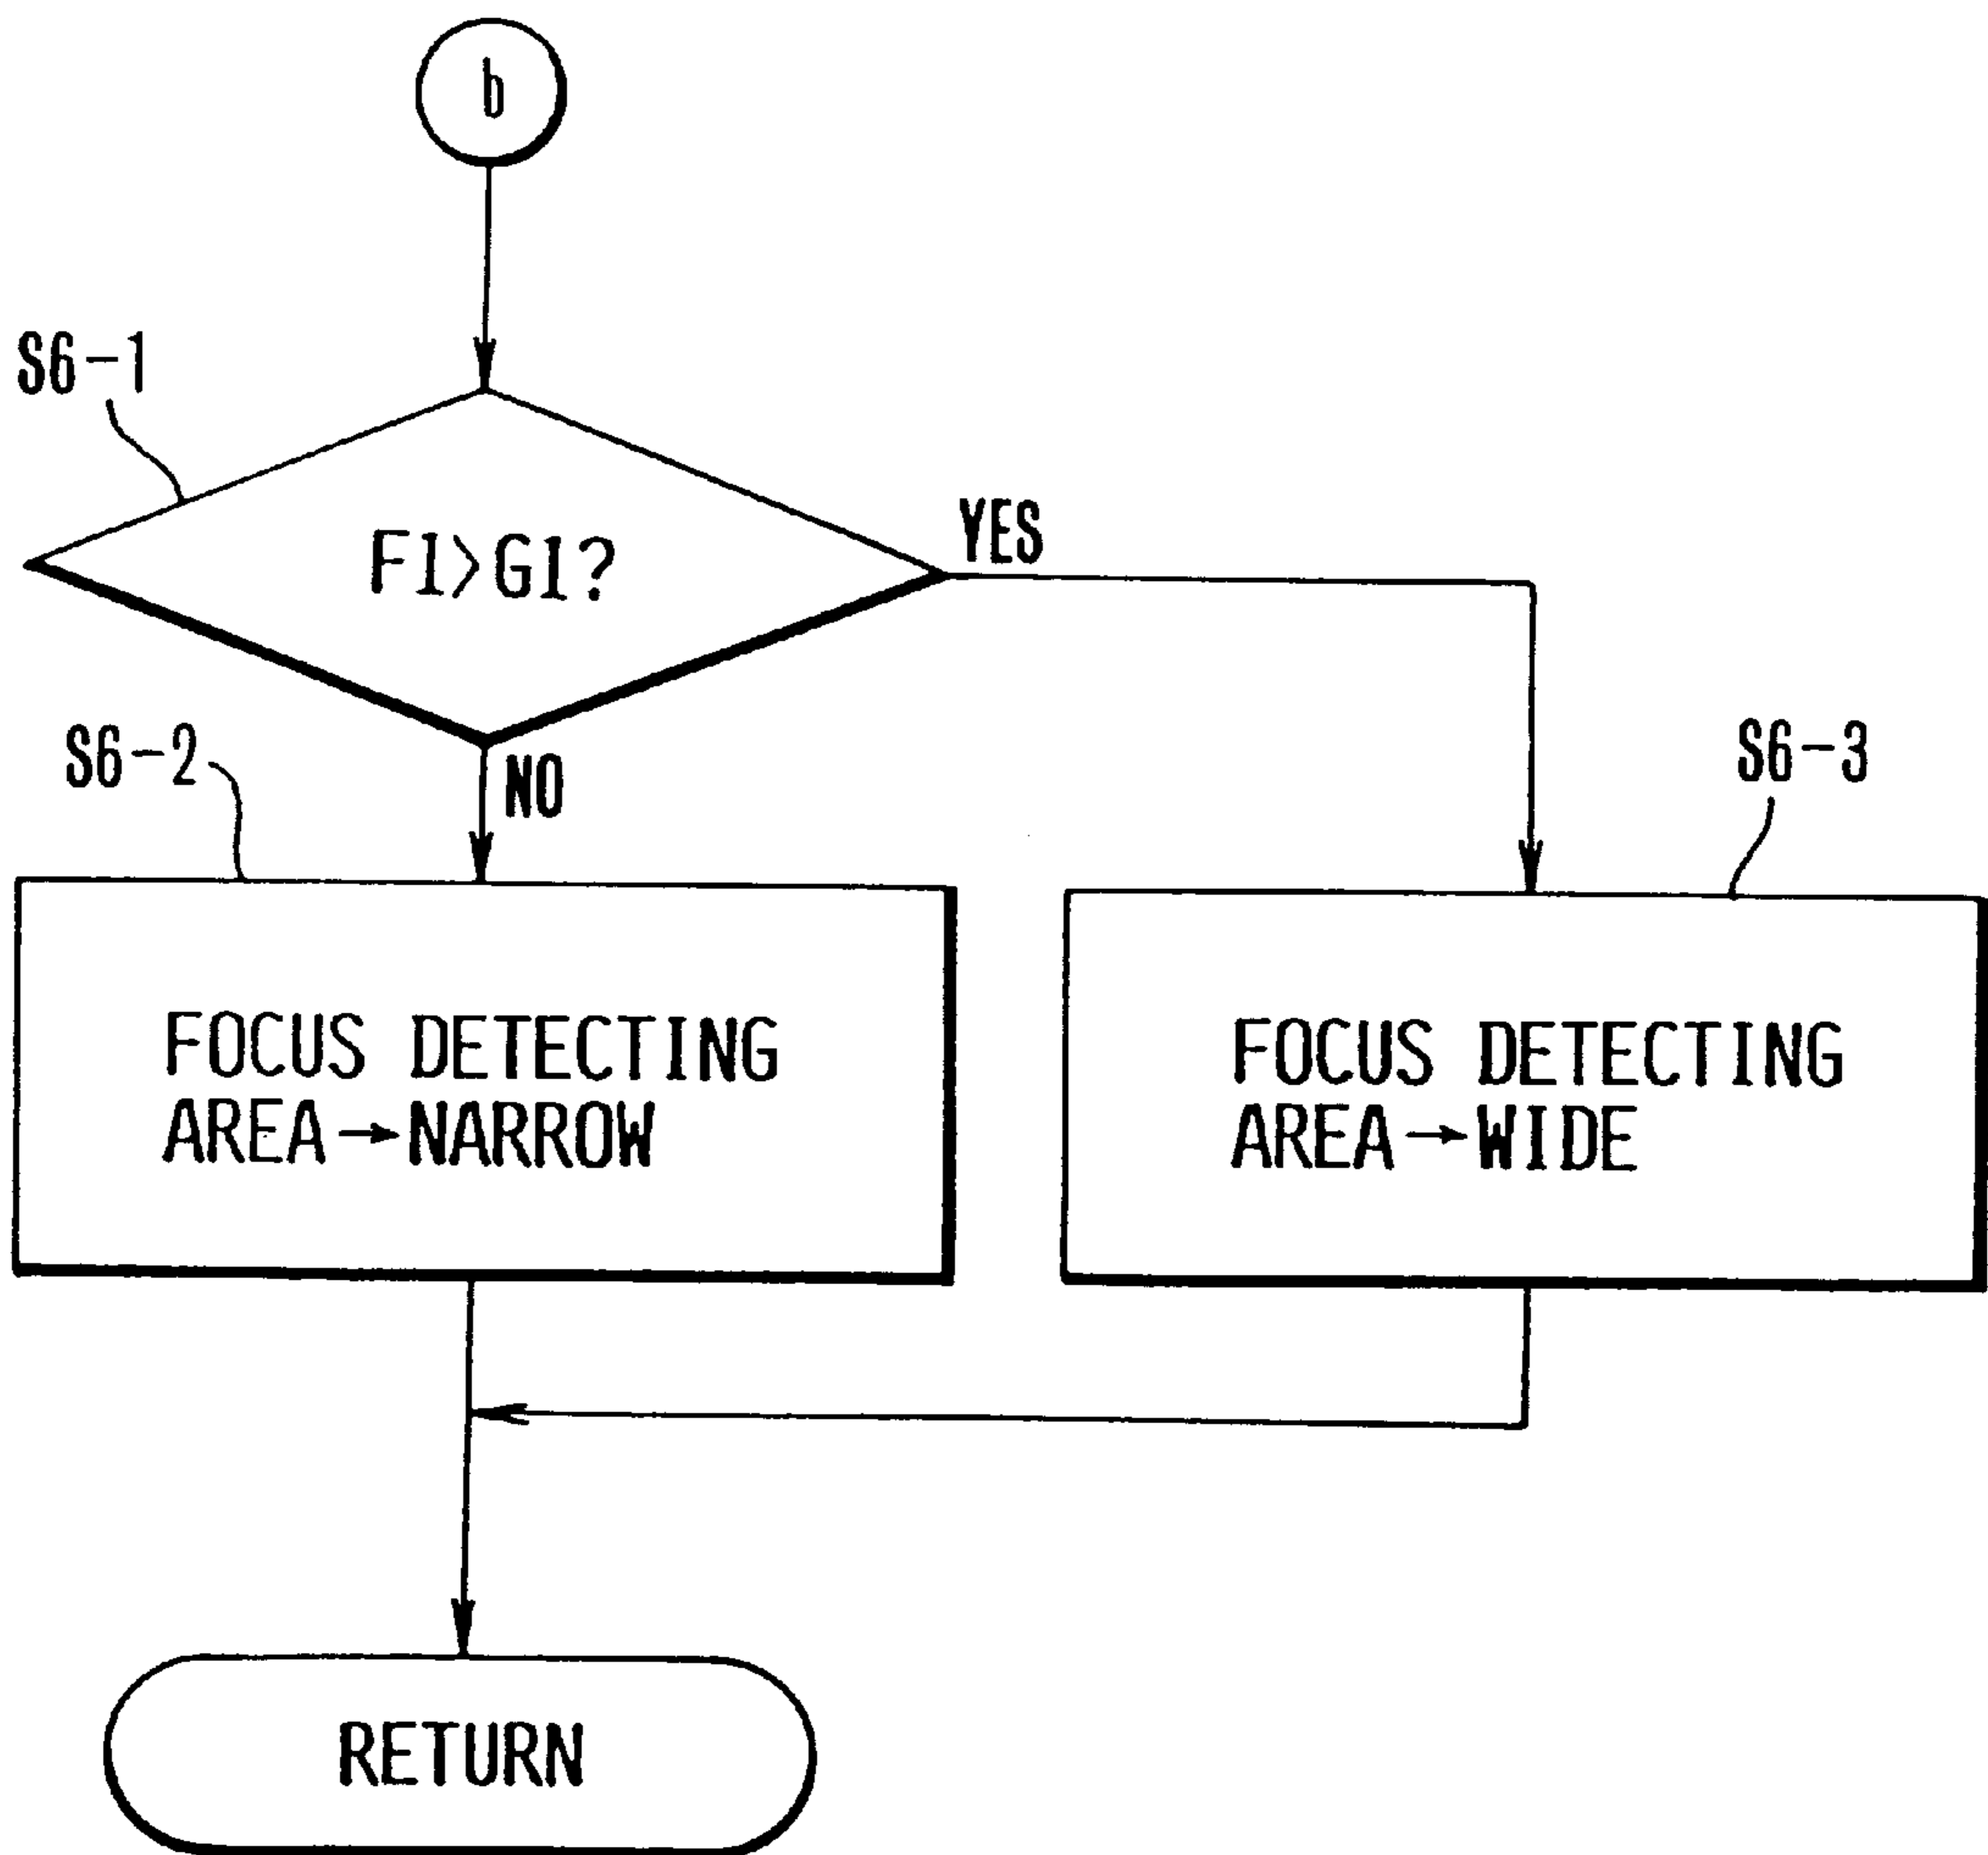 b
S6-1
F1>G1?
YES
S6-2
NO
S6-3
FOCUS DETECTING
AREA→NARROW
FOCUS DETECTING
AREA→WIDE
RETURN